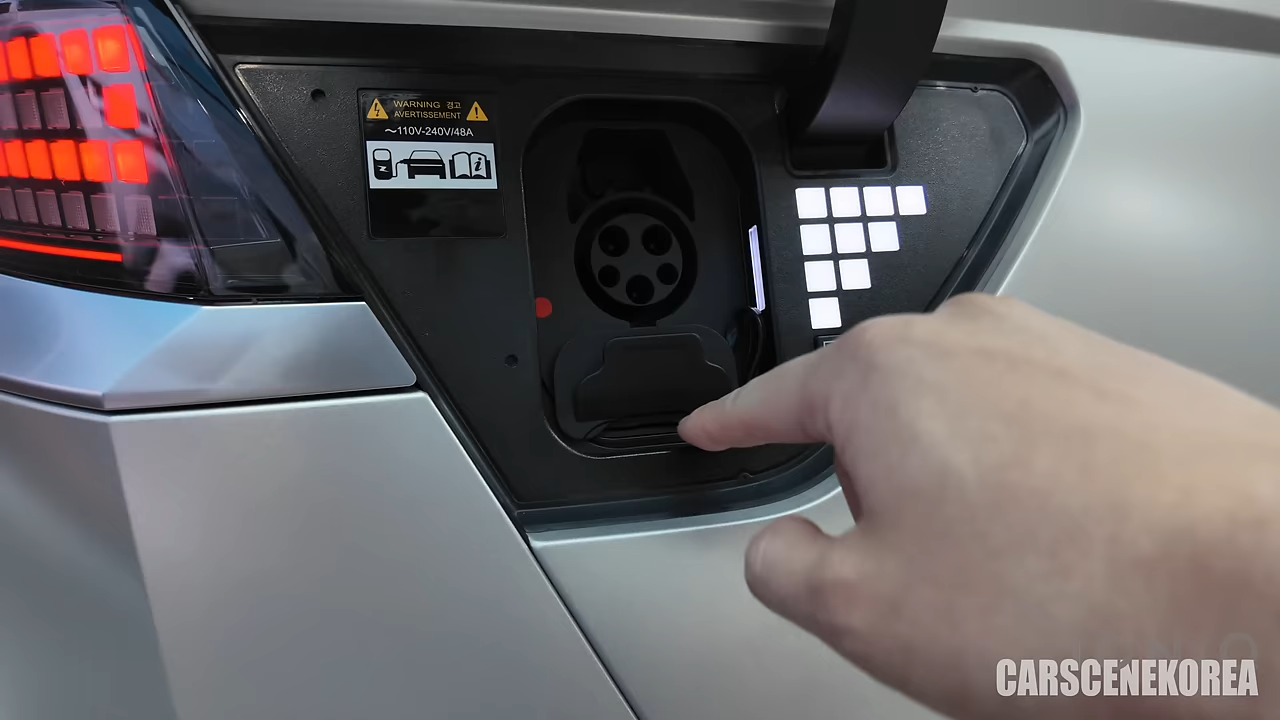 WARNING 경고
AVERTISSEMENT
~110V-240V/48A
CARSCENEKOREA